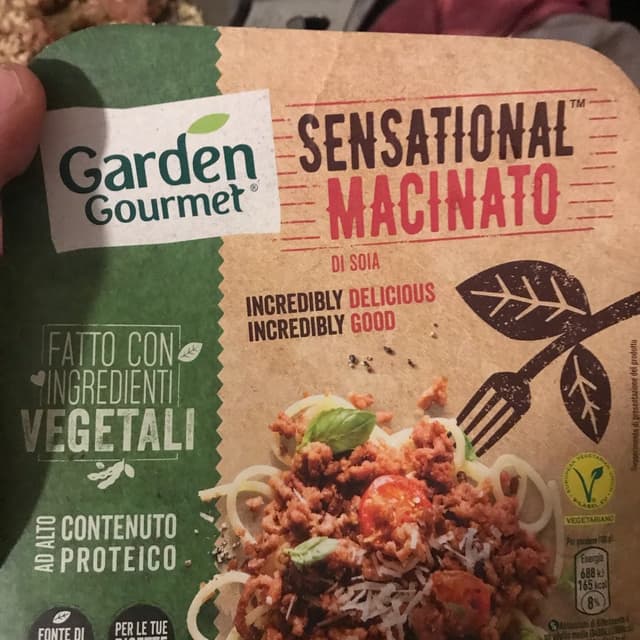 Garden
Gourmet®
SENSATIONAL™
MACINATO
DI SOIA
INCREDIBLY DELICIOUS
INCREDIBLY GOOD
FATTO CON
INGREDIENTI
VEGETALI
AD ALTO CONTENUTO
PROTEICO
FONTE DI
PER LE TUE
VEGETARIANO
Energia
688 kJ
165 kcal
8%